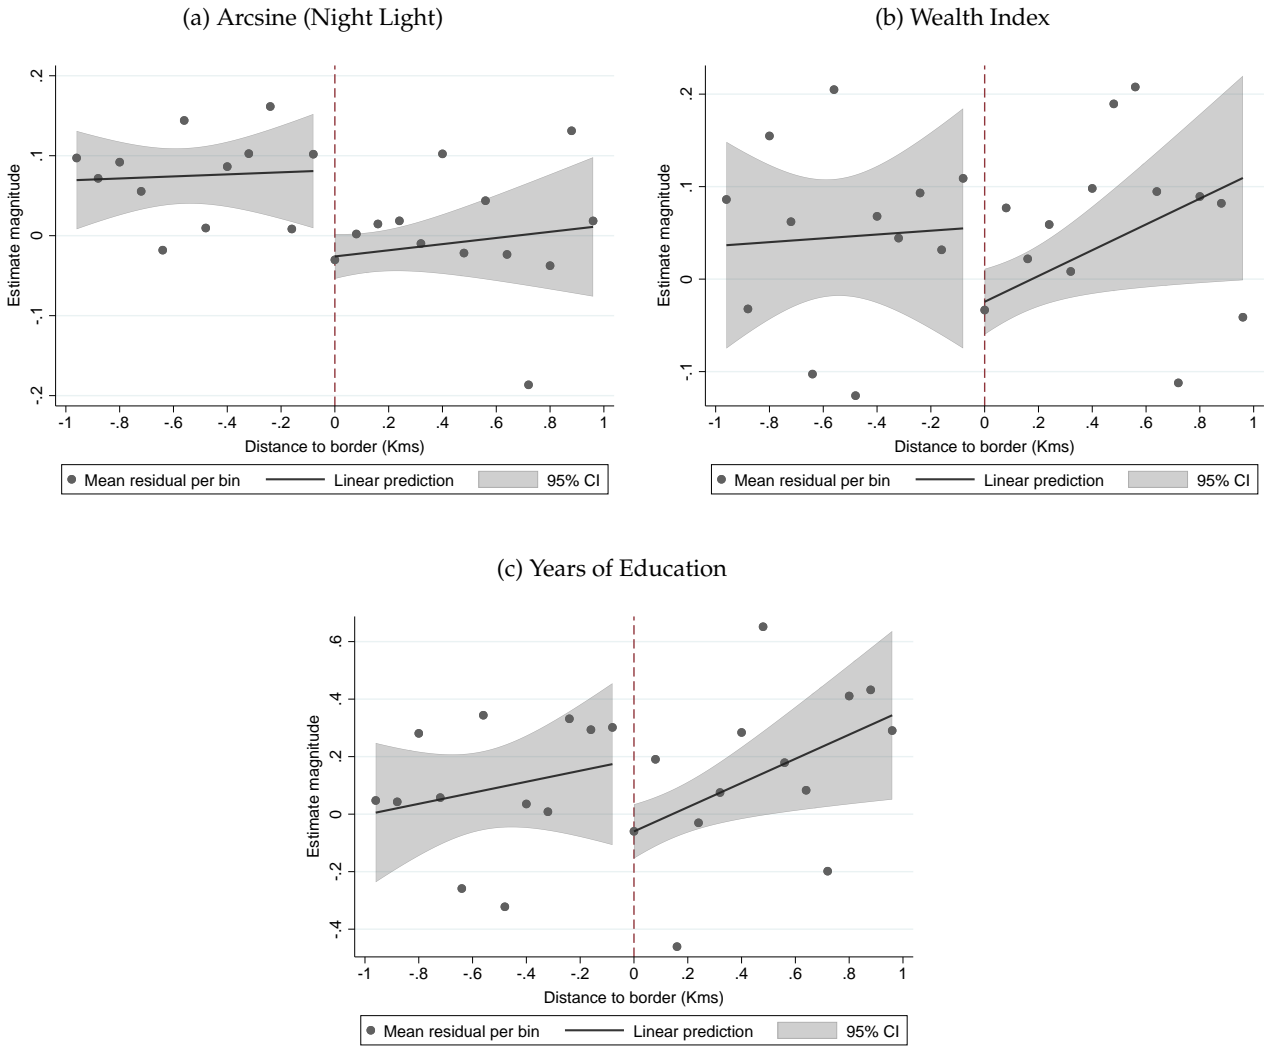 (a) Arcsine (Night Light)
Estimate magnitude
.2
.1
0
-.1
-.2
-1 -.8 -.6 -.4 -.2 0 .2 .4 .6 .8 1
Distance to border (Kms)
Mean residual per bin Linear prediction 95% CI
(b) Wealth Index
Estimate magnitude
.2
.1
0
-.1
-1 -.8 -.6 -.4 -.2 0 .2 .4 .6 .8 1
Distance to border (Kms)
Mean residual per bin Linear prediction 95% CI
(c) Years of Education
Estimate magnitude
.6
.4
.2
0
-.2
-.4
-1 -.8 -.6 -.4 -.2 0 .2 .4 .6 .8 1
Distance to border (Kms)
Mean residual per bin Linear prediction 95% CI